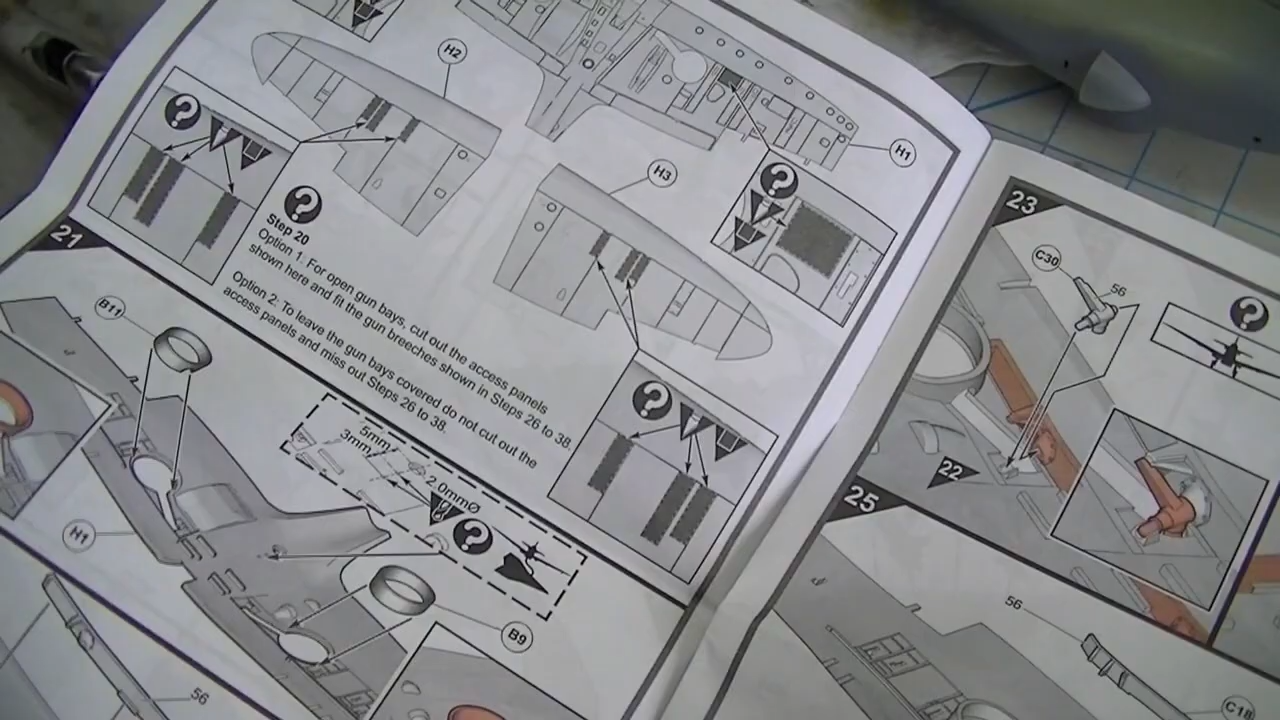 H2
H1
H3
?
?
?
Step 20
Option 1: For open gun bays, cut out the access panels
shown here and fit the gun breeches shown in Steps 26 to 38.
Option 2: To leave the gun bays covered do not cut out the
access panels and miss out Steps 26 to 38.
?
21
B11
5mm
3mm
2.0mmØ
?
H1
B9
56
23
C30
56
?
22
25
56
C18